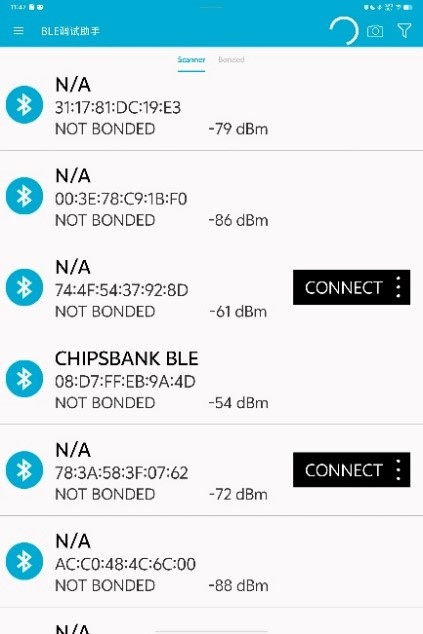 11:47
BLE调试助手
Scanner Bonded
N/A
31:17:81:DC:19:E3
NOT BONDED -79 dBm
N/A
00:3E:78:C9:1B:F0
NOT BONDED -86 dBm
N/A
74:4F:54:37:92:8D
CONNECT
NOT BONDED -61 dBm
CHIPSBANK BLE
08:D7:FF:EB:9A:4D
NOT BONDED -54 dBm
N/A
78:3A:58:3F:07:62
CONNECT
NOT BONDED -72 dBm
N/A
AC:C0:48:4C:6C:00
NOT BONDED -88 dBm
N/A